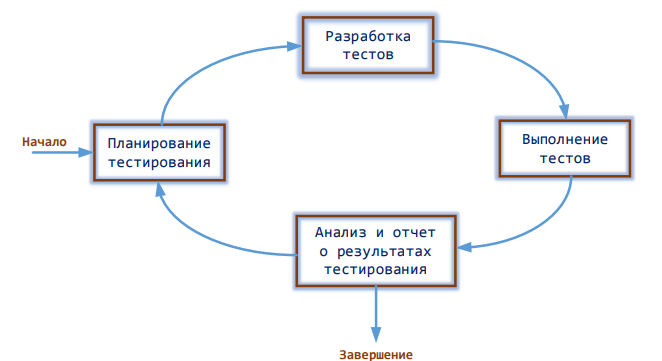 Разработка
тестов
Начало
Планирование
тестирования
Выполнение
тестов
Анализ и отчет
о результатах
тестирования
Завершение